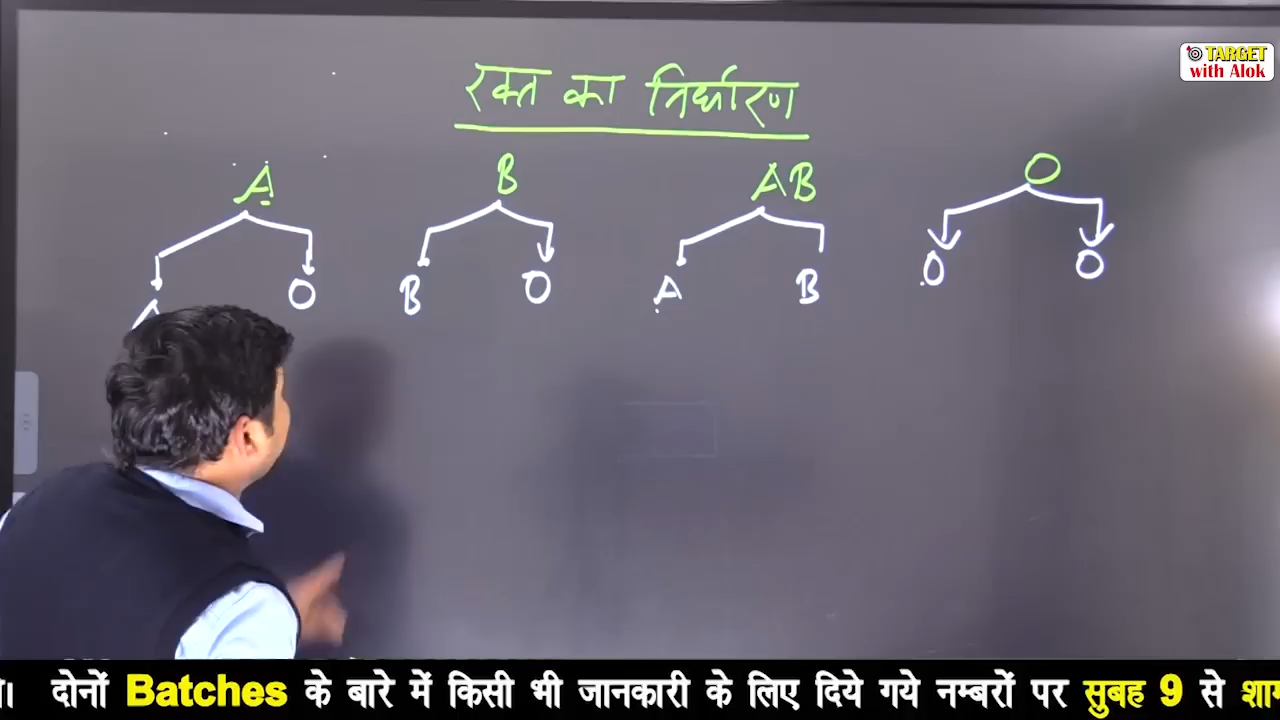 TARGET
with Alok
रक्त का निर्धारण
A B AB O
A O B O A B O O
ा। दोनों Batches के बारे में किसी भी जानकारी के लिए दिये गये नम्बरों पर सुबह 9 से शाम